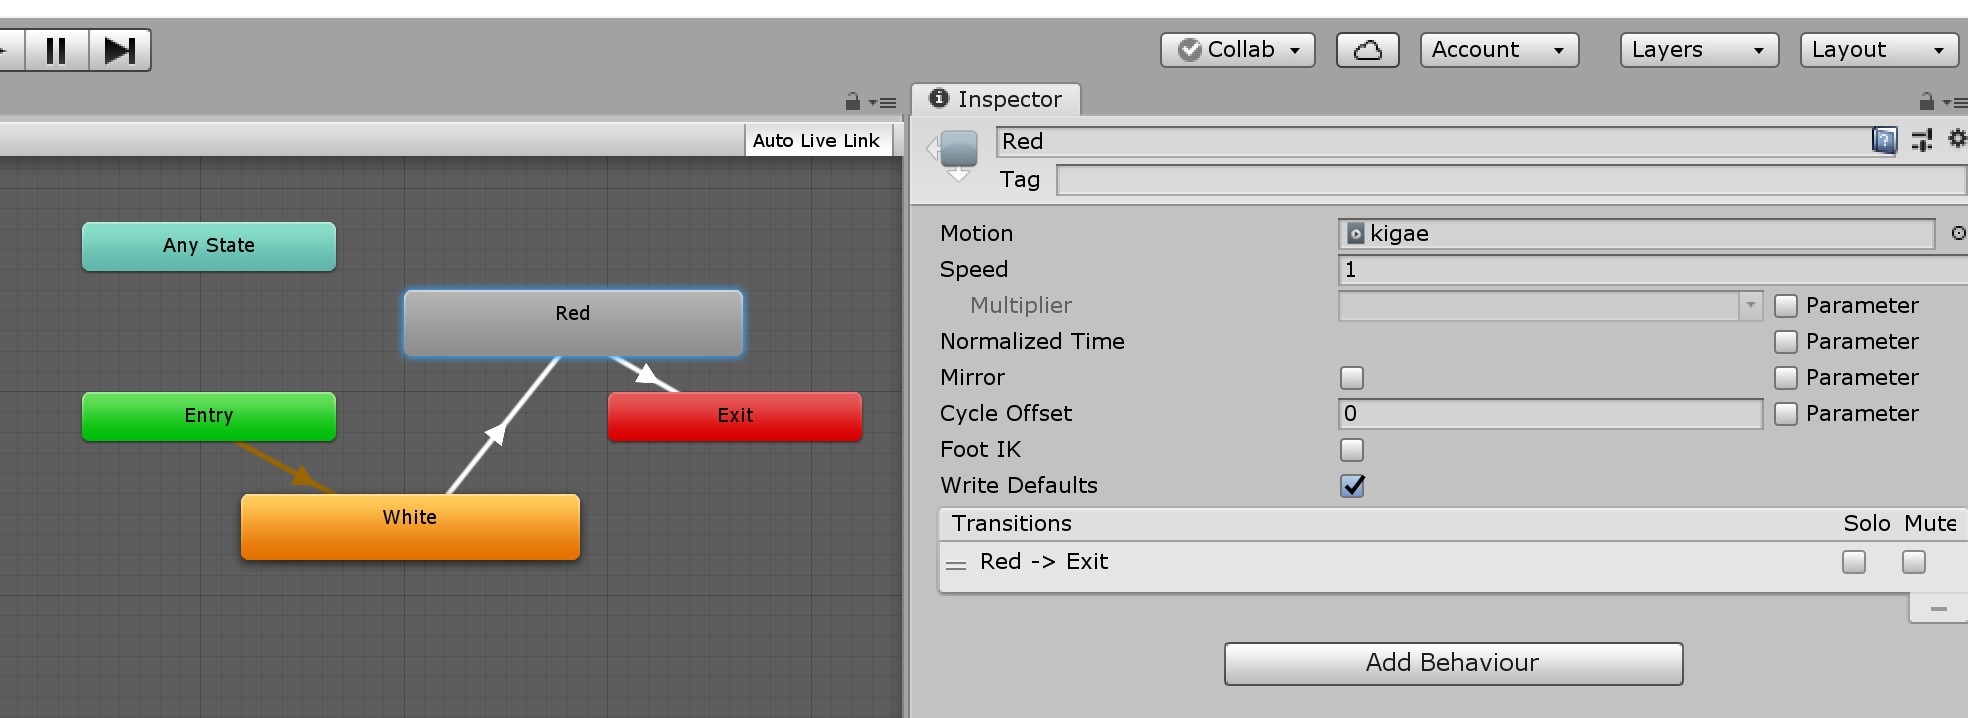 Collab
Account
Layers
Layout
Inspector
Auto Live Link
Red
Tag
Any State
Red
Entry
Exit
White
Motion
kigae
Speed
1
Multiplier
Parameter
Normalized Time
Parameter
Mirror
Parameter
Cycle Offset
0
Parameter
Foot IK
Write Defaults
Transitions
Solo Mute
Red -> Exit
Add Behaviour